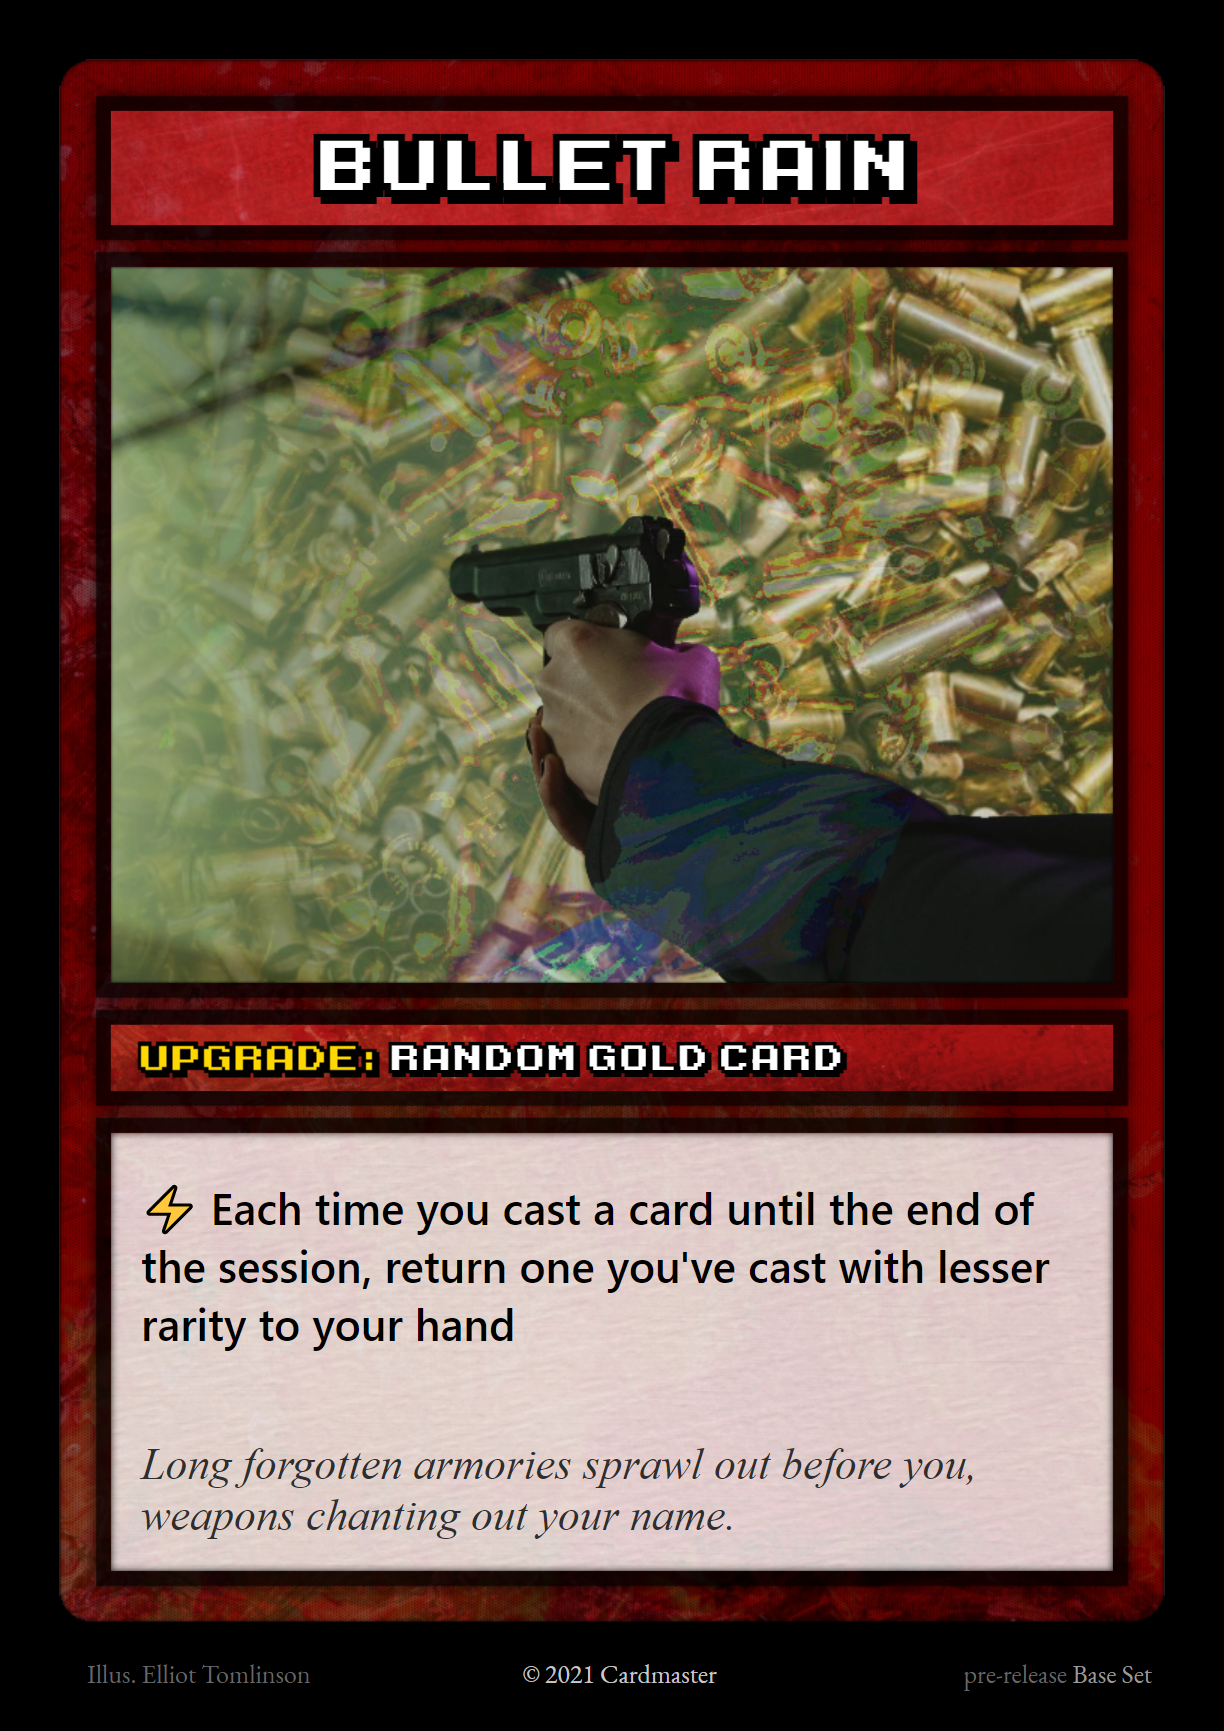 BULLET RAIN
UPGRADE: RANDOM GOLD CARD
⚡ Each time you cast a card until the end of
the session, return one you've cast with lesser
rarity to your hand
Long forgotten armories sprawl out before you,
weapons chanting out your name.
Illus. Elliot Tomlinson
© 2021 Cardmaster
pre-release Base Set